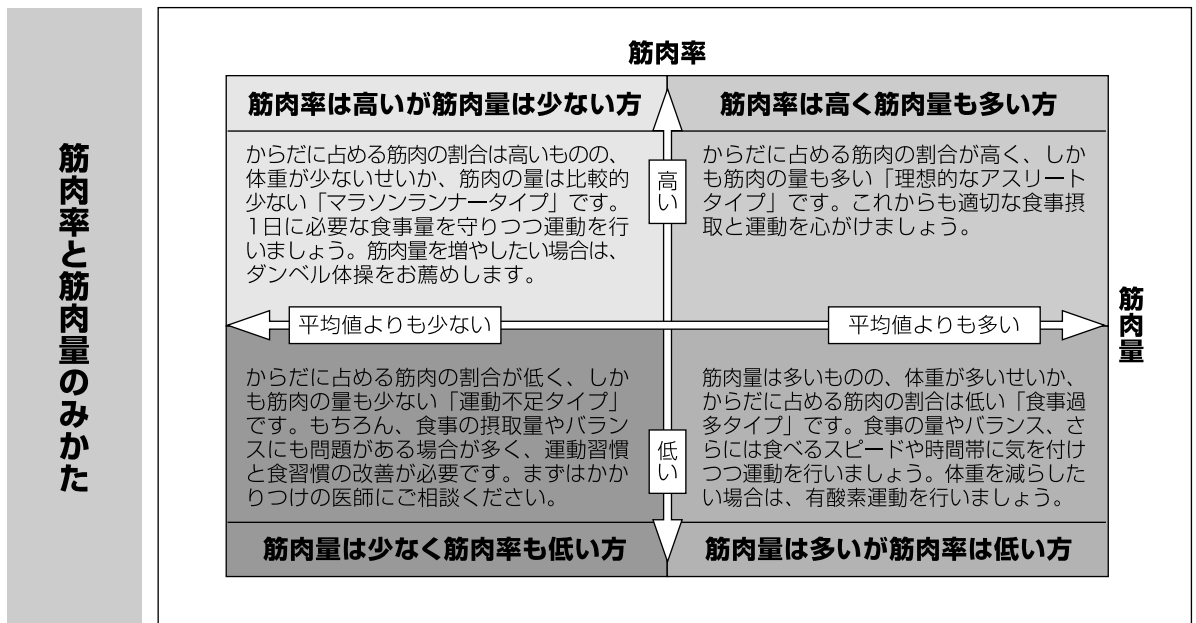 筋肉率と筋肉量のみかた
筋肉率
筋肉率は高いが筋肉量は少ない方
からだに占める筋肉の割合は高いものの、
体重が少ないせいか、筋肉の量は比較的
少ない「マラソンランナータイプ」です。
1日に必要な食事量を守りつつ運動を行
いましょう。筋肉量を増やしたい場合は、
ダンベル体操をお薦めします。
高い
筋肉率は高く筋肉量も多い方
からだに占める筋肉の割合が高く、しか
も筋肉の量も多い「理想的なアスリート
タイプ」です。これからも適切な食事摂
取と運動を心がけましょう。
平均値よりも少ない
平均値よりも多い
筋肉量
からだに占める筋肉の割合が低く、しか
も筋肉の量も少ない「運動不足タイプ」
です。もちろん、食事の摂取量やバラン
スにも問題がある場合が多く、運動習慣
と食習慣の改善が必要です。まずはかか
りつけの医師にご相談ください。
筋肉量は少なく筋肉率も低い方
低い
筋肉量は多いものの、体重が多いせいか、
からだに占める筋肉の割合は低い「食事過
多タイプ」です。食事の量やバランス、さ
らには食べるスピードや時間帯に気を付け
つつ運動を行いましょう。体重を減らした
い場合は、有酸素運動を行いましょう。
筋肉量は多いが筋肉率は低い方